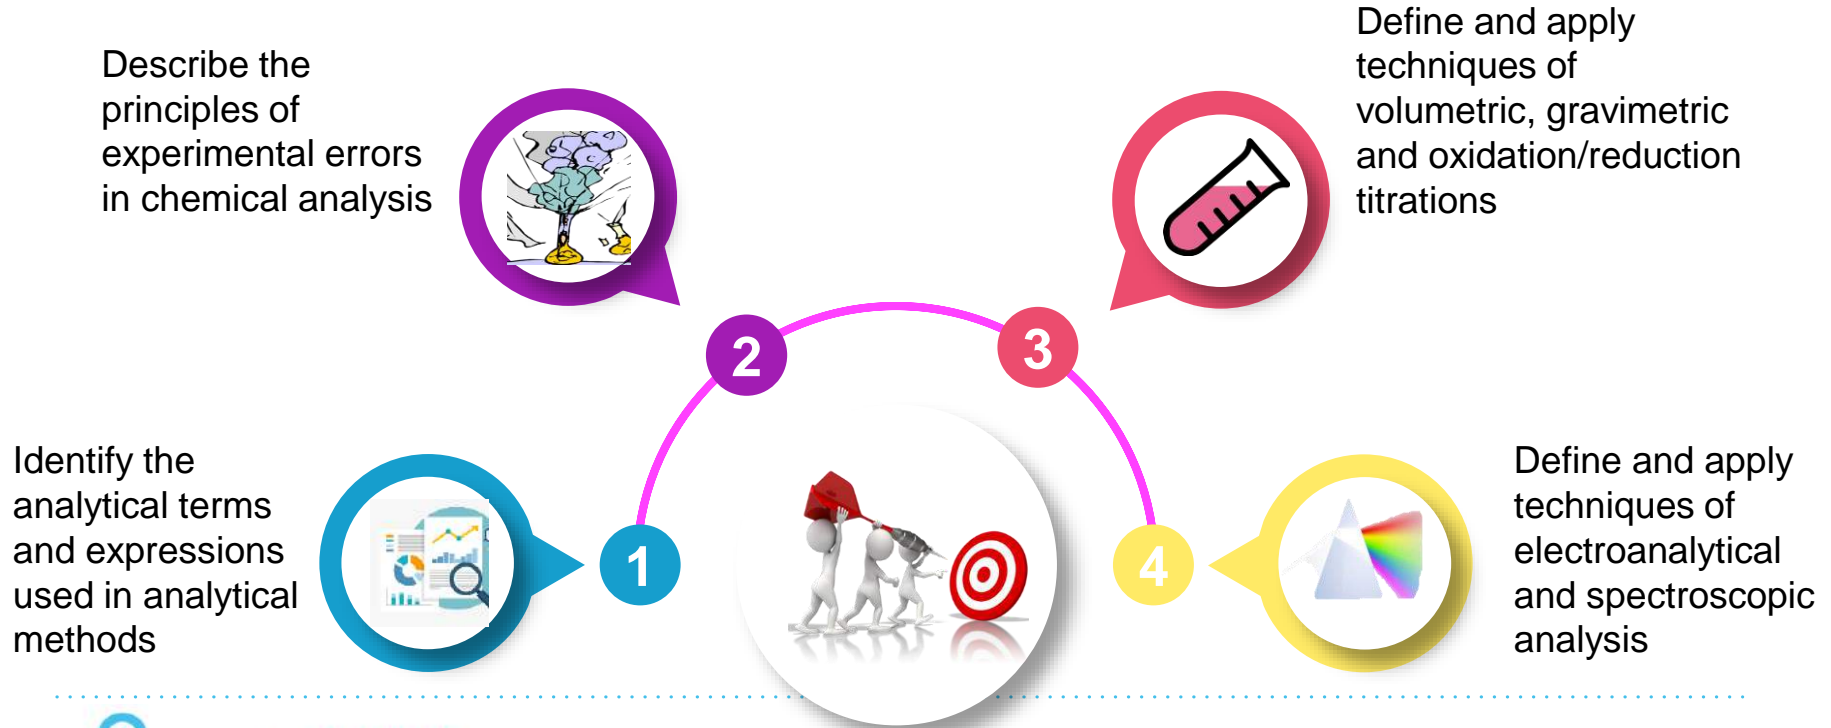 Identify the
analytical terms
and expressions
used in analytical
methods
1
Describe the
principles of
experimental errors
in chemical analysis
2
Define and apply
techniques of
volumetric, gravimetric
and oxidation/reduction
titrations
3
Define and apply
techniques of
electroanalytical
and spectroscopic
analysis
4